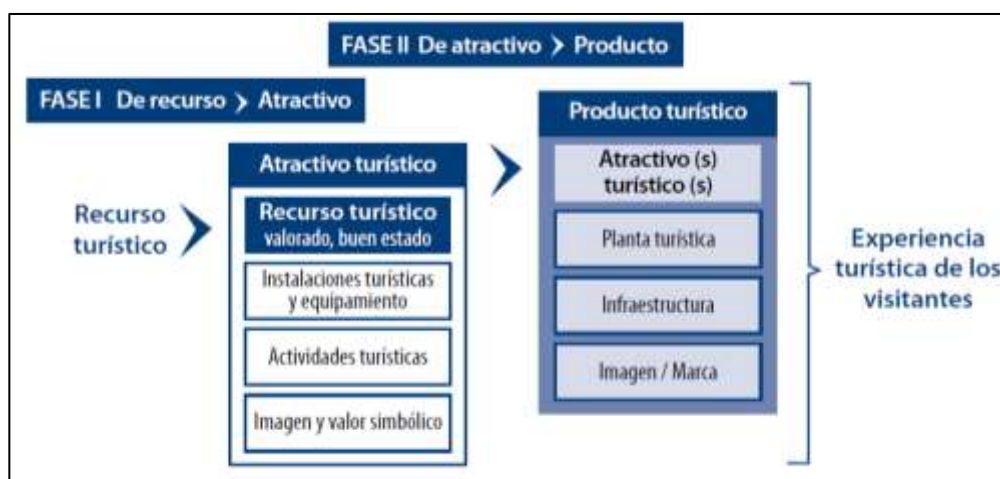 FASE II De atractivo > Producto
FASE I De recurso > Atractivo
Recurso
turístico
Atractivo turístico
Recurso turístico
valorado, buen estado
Instalaciones turísticas
y equipamiento
Actividades turísticas
Imagen y valor simbólico
Producto turístico
Atractivo (s)
turístico (s)
Planta turística
Infraestructura
Imagen / Marca
Experiencia
turística de los
visitantes